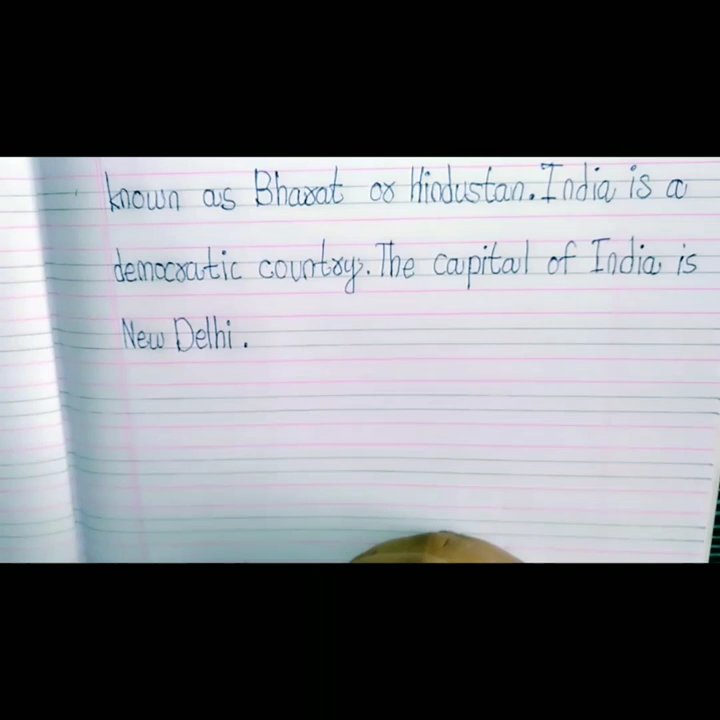 known as Bharat or Hindustan. India is a
democratic country. The capital of India is
New Delhi.